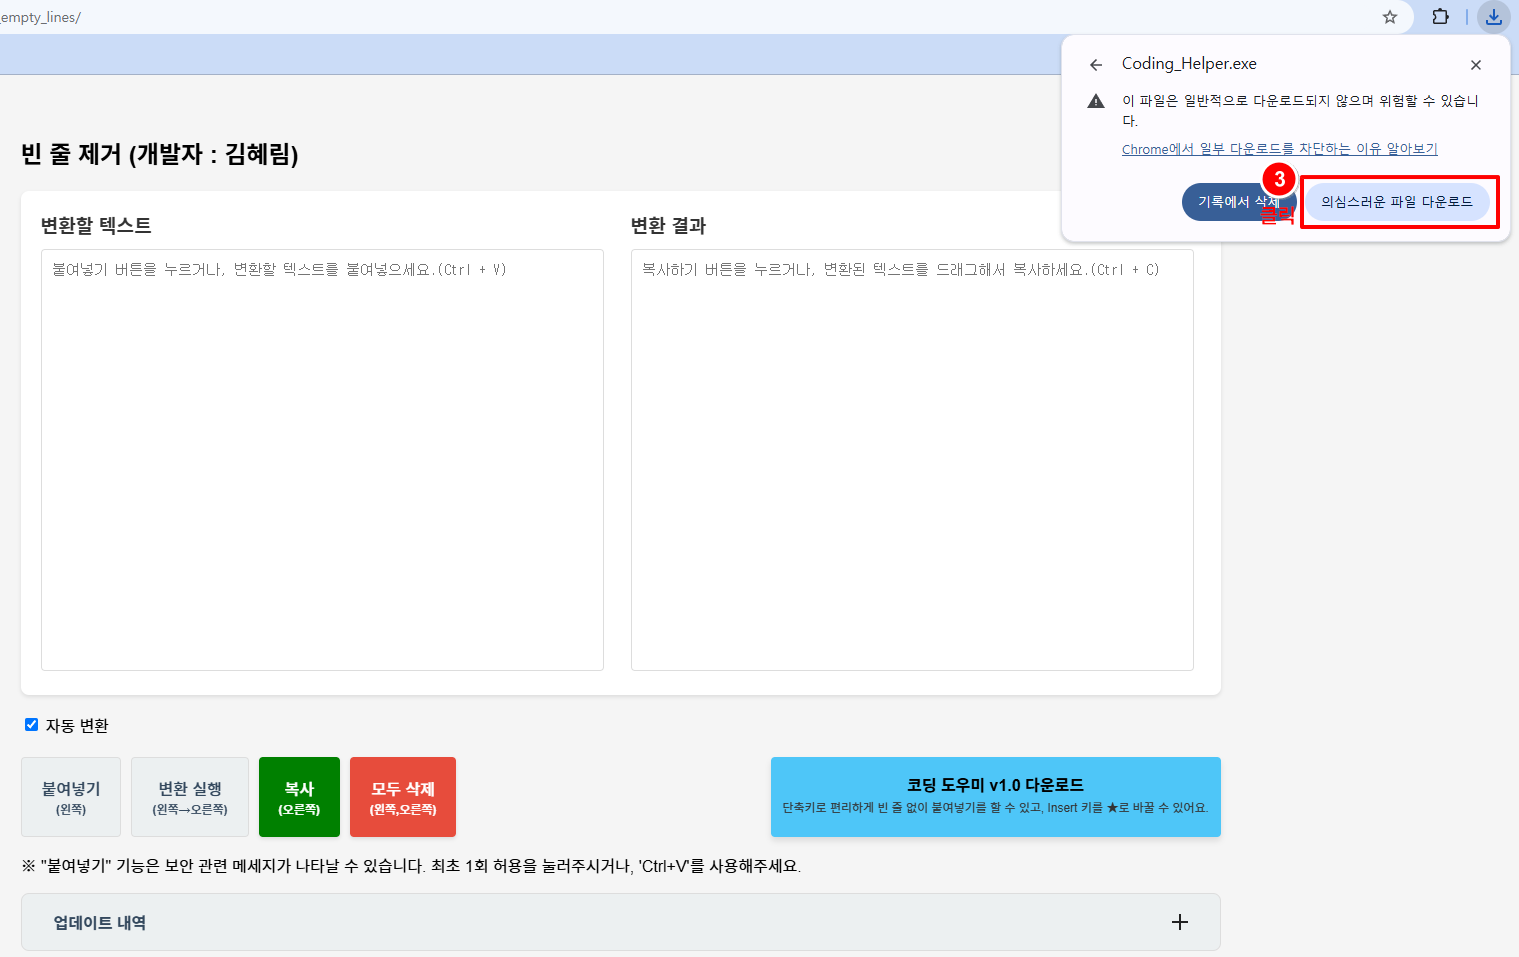 empty_lines/
Coding_Helper.exe
이 파일은 일반적으로 다운로드되지 않으며 위험할 수 있습니
다.
Chrome에서 일부 다운로드를 차단하는 이유 알아보기
3
기록에서 삭제
클릭
의심스러운 파일 다운로드
빈 줄 제거 (개발자 : 김혜림)
변환할 텍스트
변환 결과
붙여넣기 버튼을 누르거나, 변환할 텍스트를 붙여넣으세요.(Ctrl + V)
복사하기 버튼을 누르거나, 변환된 텍스트를 드래그해서 복사하세요.(Ctrl + C)
자동 변환
붙여넣기
(왼쪽)
변환 실행
(왼쪽→오른쪽)
복사
(오른쪽)
모두 삭제
(왼쪽,오른쪽)
코딩 도우미 v1.0 다운로드
단축키로 편리하게 빈 줄 없이 붙여넣기를 할 수 있고, Insert 키를 ★로 바꿀 수 있어요.
※ "붙여넣기" 기능은 보안 관련 메세지가 나타날 수 있습니다. 최초 1회 허용을 눌러주시거나, 'Ctrl+V'를 사용해주세요.
업데이트 내역